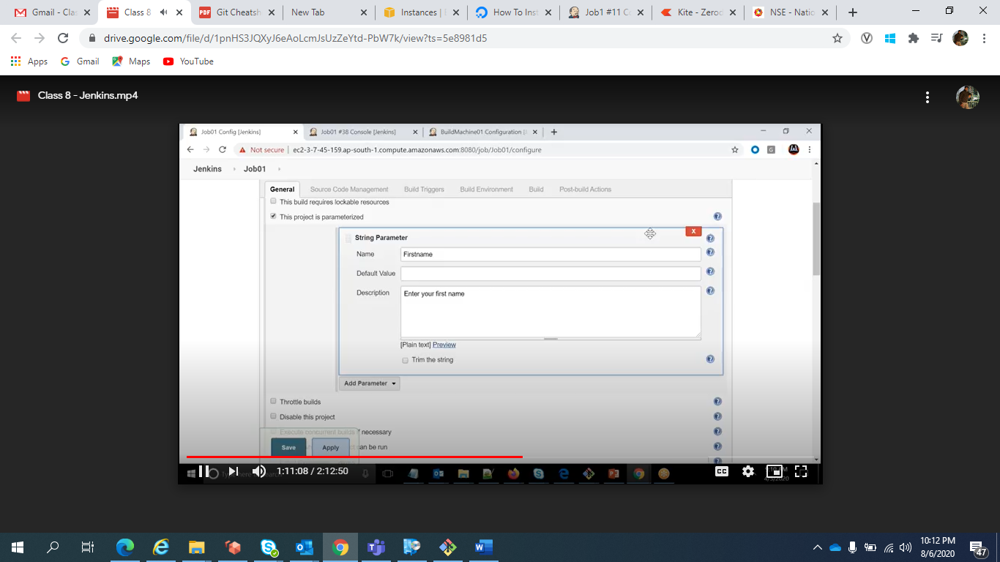 Gmail - Clas
Class 8
Git Cheatsh
New Tab
Instances | E
How To Inst
Job1 #11 Co
Kite - Zerod
NSE - Natio
drive.google.com/file/d/1pnHS3JQXyJ6eAoLcmJsUzZeYtd-PbW7k/view?ts=5e8981d5
Apps
Gmail
Maps
YouTube
Class 8 - Jenkins.mp4
Job01 Config [Jenkins]
Job01 #38 Console [Jenkins]
BuildMachine01 Configuration [
Not secure | ec2-3-7-45-159.ap-south-1.compute.amazonaws.com:8080/job/Job01/configure
Jenkins
Job01
General
Source Code Management
Build Triggers
Build Environment
Build
Post-build Actions
This build requires lockable resources
This project is parameterized
String Parameter
X
Name
Firstname
Default Value
Description
Enter your first name
[Plain text] Preview
Trim the string
Add Parameter
Throttle builds
Disable this project
Execute concurrent builds if necessary
Save
Apply
can be run
1:11:08 / 2:12:50
CC
10:12 PM
8/6/2020
47